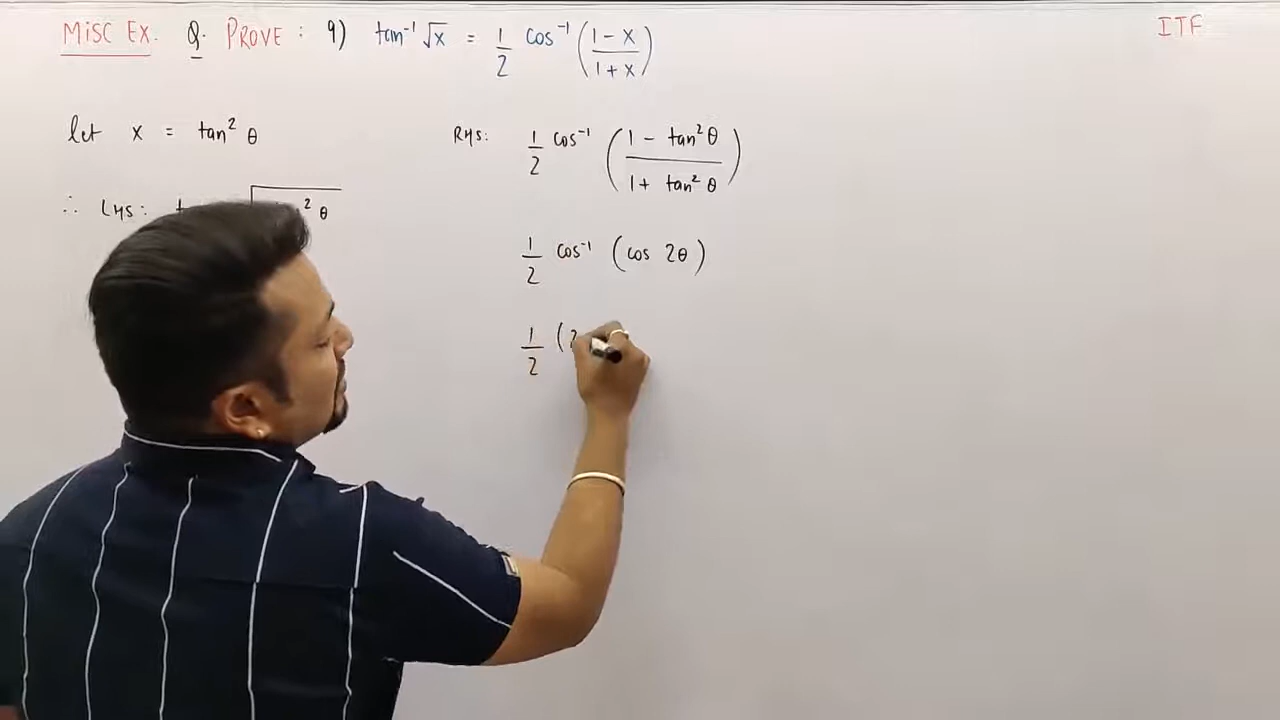 MISC EX. Q. PROVE : 9) tan⁻¹ √x = 1/2 cos⁻¹ (1 - x / 1 + x)
ITF
let x = tan² θ
RHS: 1/2 cos⁻¹ (1 - tan² θ / 1 + tan² θ)
∴ LHS: ² θ
1/2 cos⁻¹ (cos 2θ)
1/2 (2